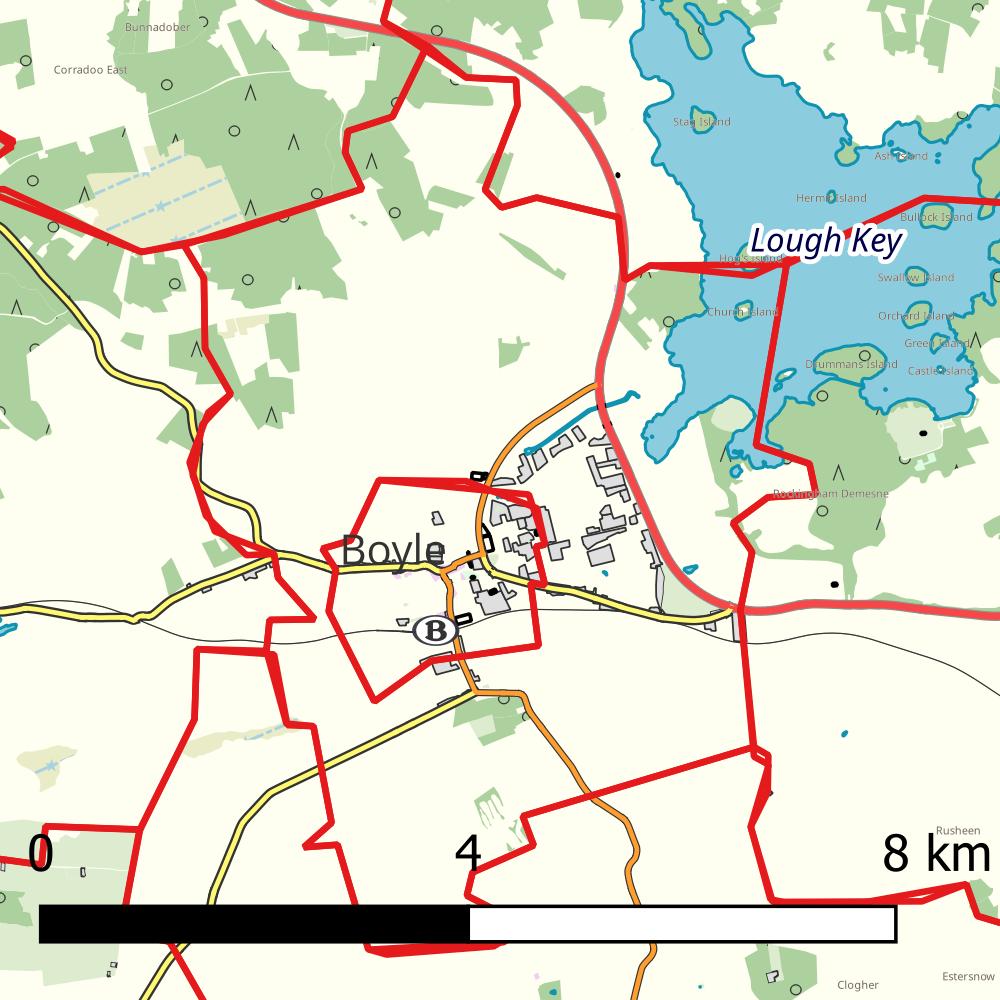 Bunnadober
Corradoo East
Stag Island
Ash Island
Hermit Island
Bullock Island
Lough Key
Hog's Island
Swallow Island
Church Island
Orchard Island
Green Island
Drummans Island
Castle Island
Rockingham Demesne
Boyle
B
Rusheen
0
4
8 km
Estersnow
Clogher